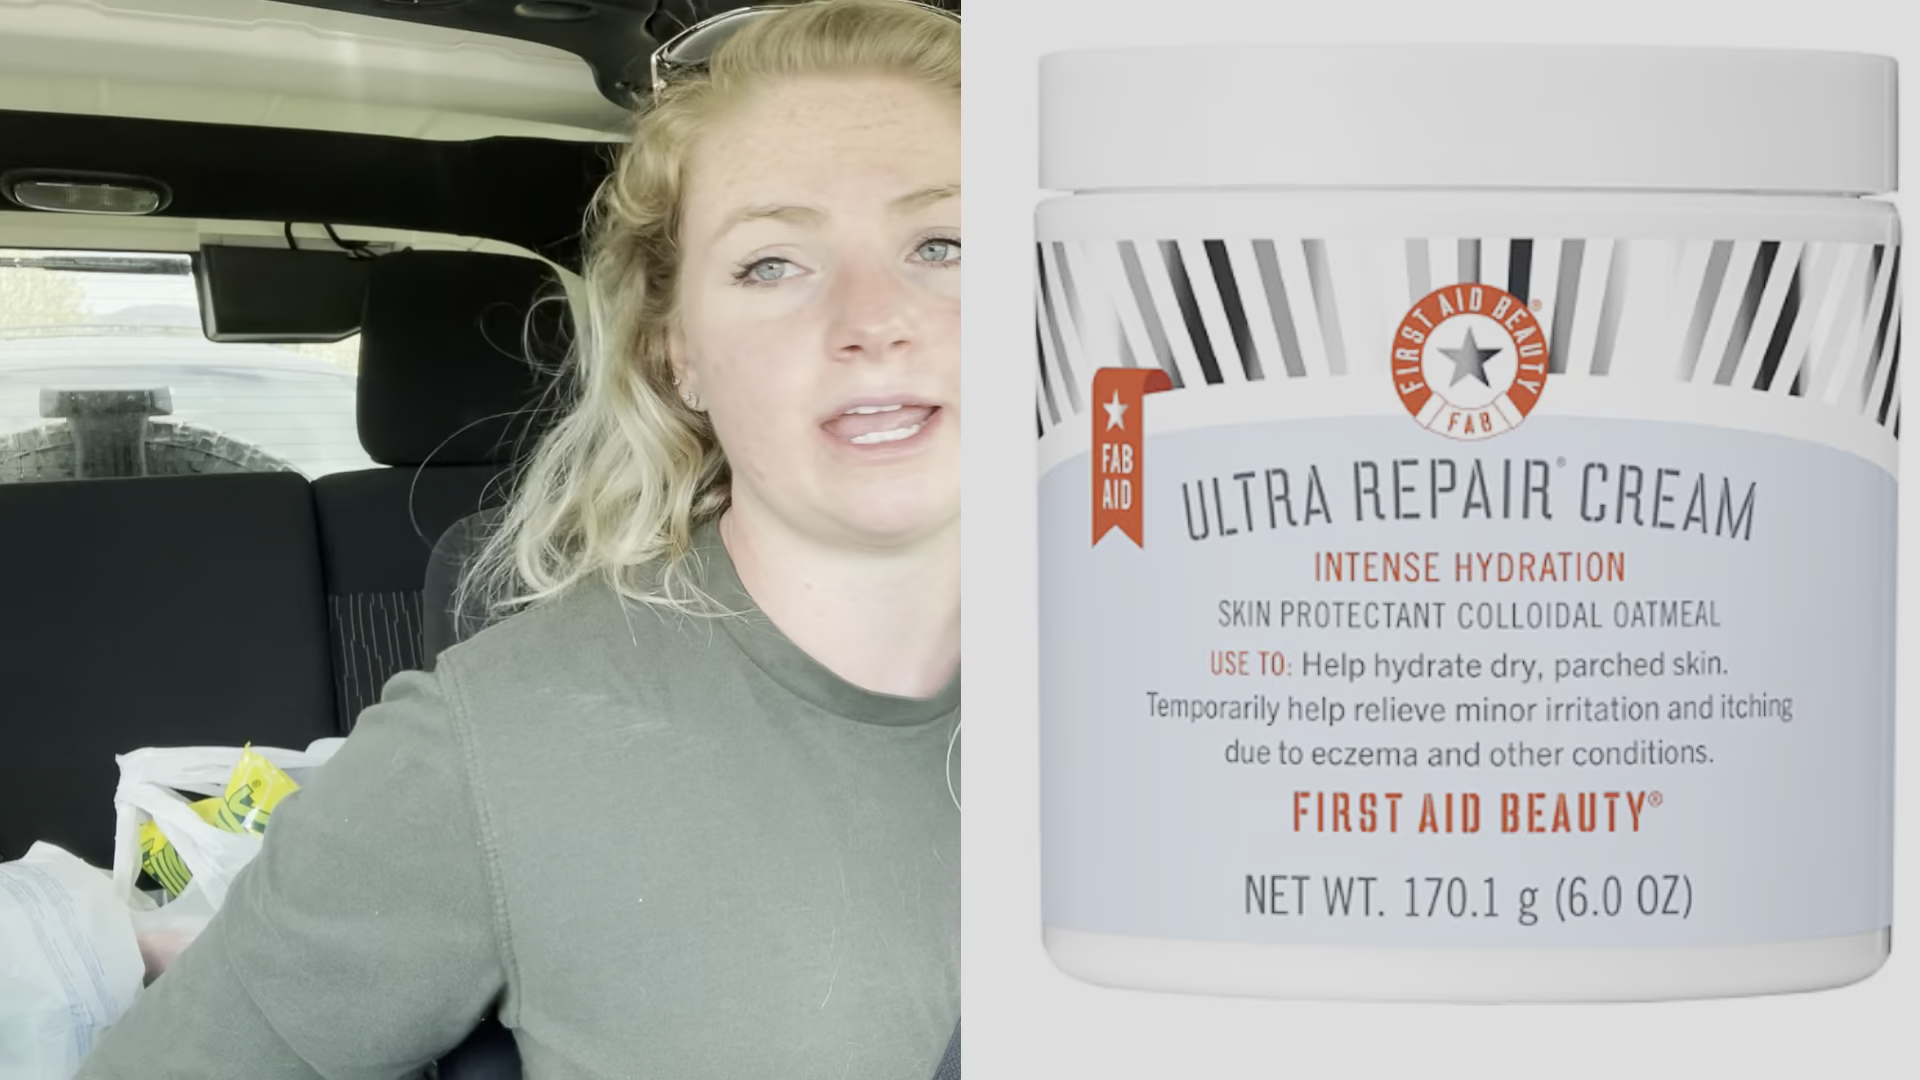 FIRST AID BEAUTY®
FAB
FAB
AID
ULTRA REPAIR® CREAM
INTENSE HYDRATION
SKIN PROTECTANT COLLOIDAL OATMEAL
USE TO: Help hydrate dry, parched skin.
Temporarily help relieve minor irritation and itching
due to eczema and other conditions.
FIRST AID BEAUTY®
NET WT. 170.1 g (6.0 OZ)